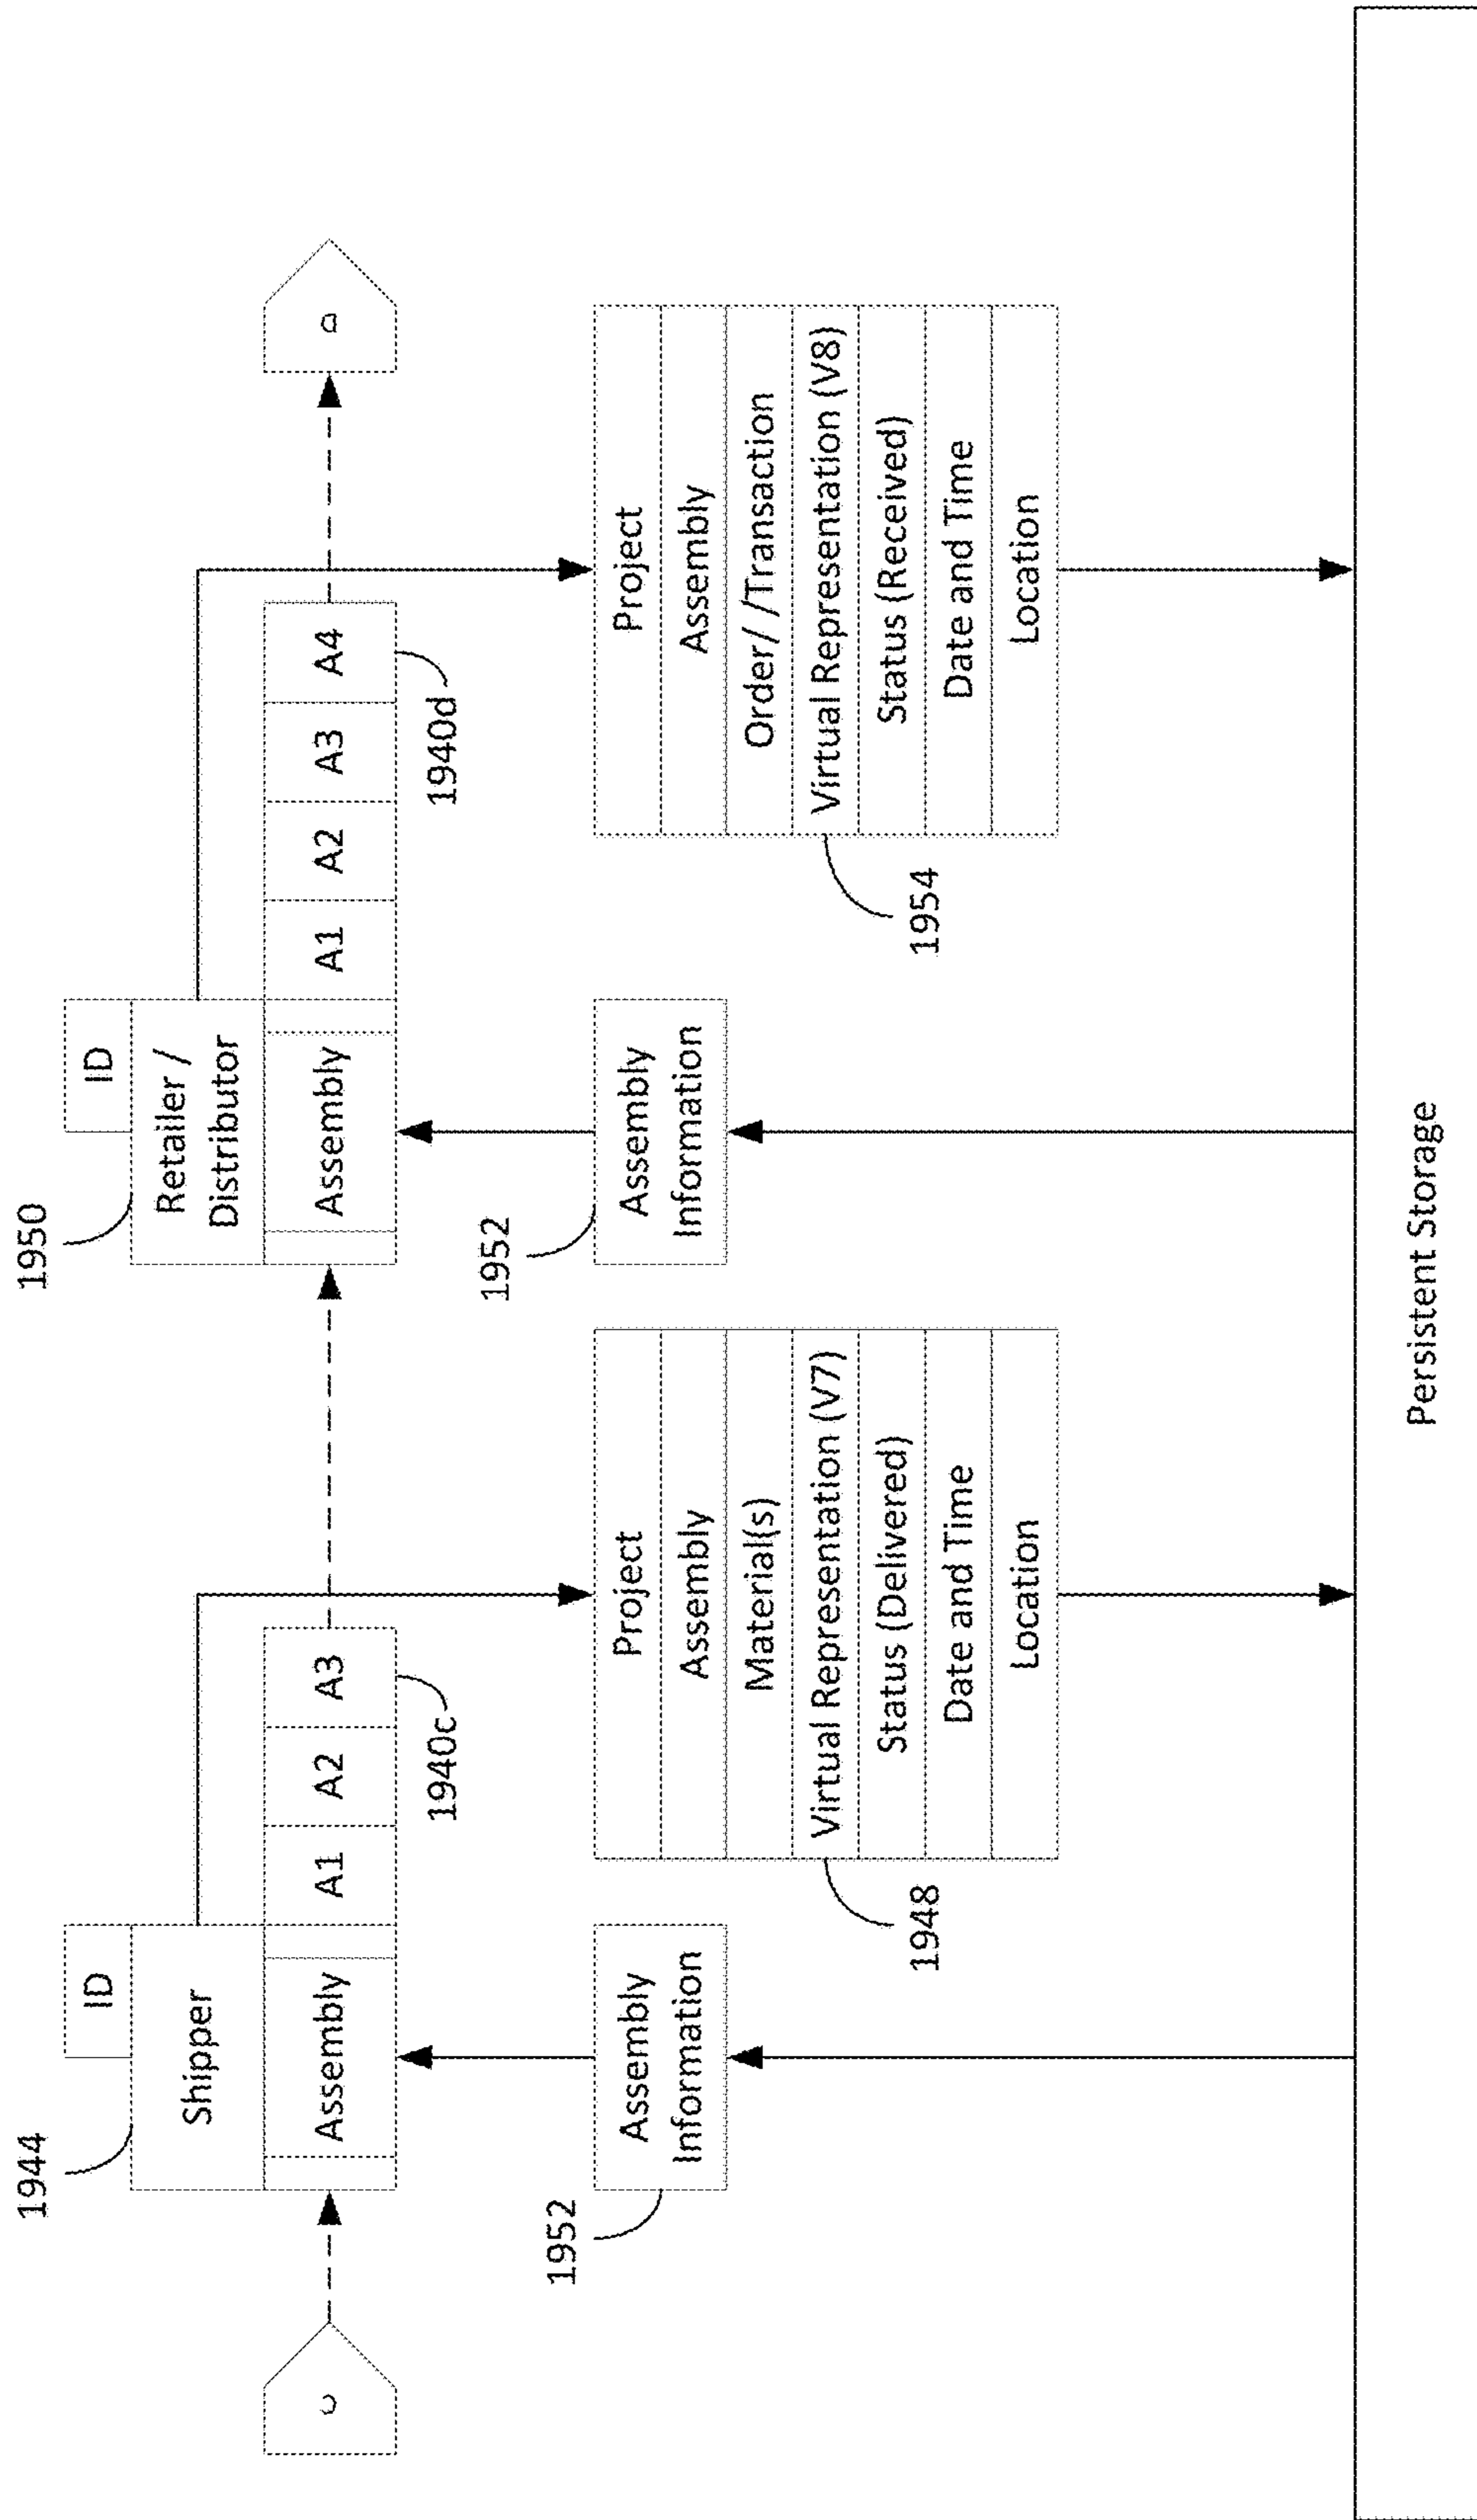 1944
ID
Shipper
Assembly
A1
A2
A3
1940c
c
1952
Assembly
Information
1948
Project
Assembly
Material(s)
Virtual Representation (V7)
Status (Delivered)
Date and Time
Location
1950
ID
Retailer /
Distributor
Assembly
A1
A2
A3
A4
1940d
1952
Assembly
Information
1954
Project
Assembly
Order/ /Transaction
Virtual Representation (V8)
Status (Received)
Date and Time
Location
Persistent Storage